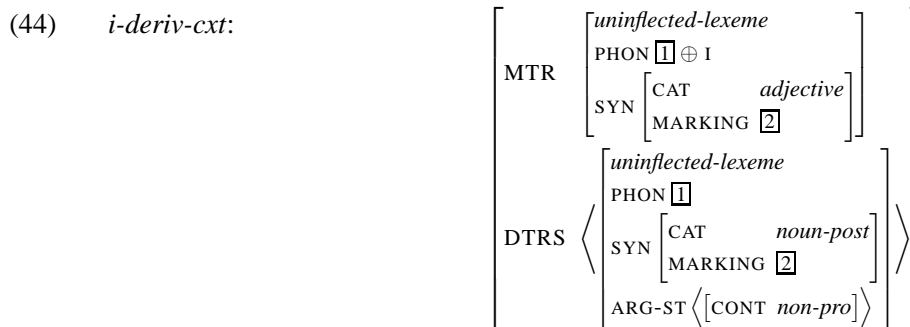 (44) i-deriv-cxt:
uninflected-lexeme
PHON 1 ⊕ I
MTR
SYN CAT adjective
MARKING 2
uninflected-lexeme
PHON 1
DTRS
SYN CAT noun-post
MARKING 2
ARG-ST ⟨[CONT non-pro]⟩